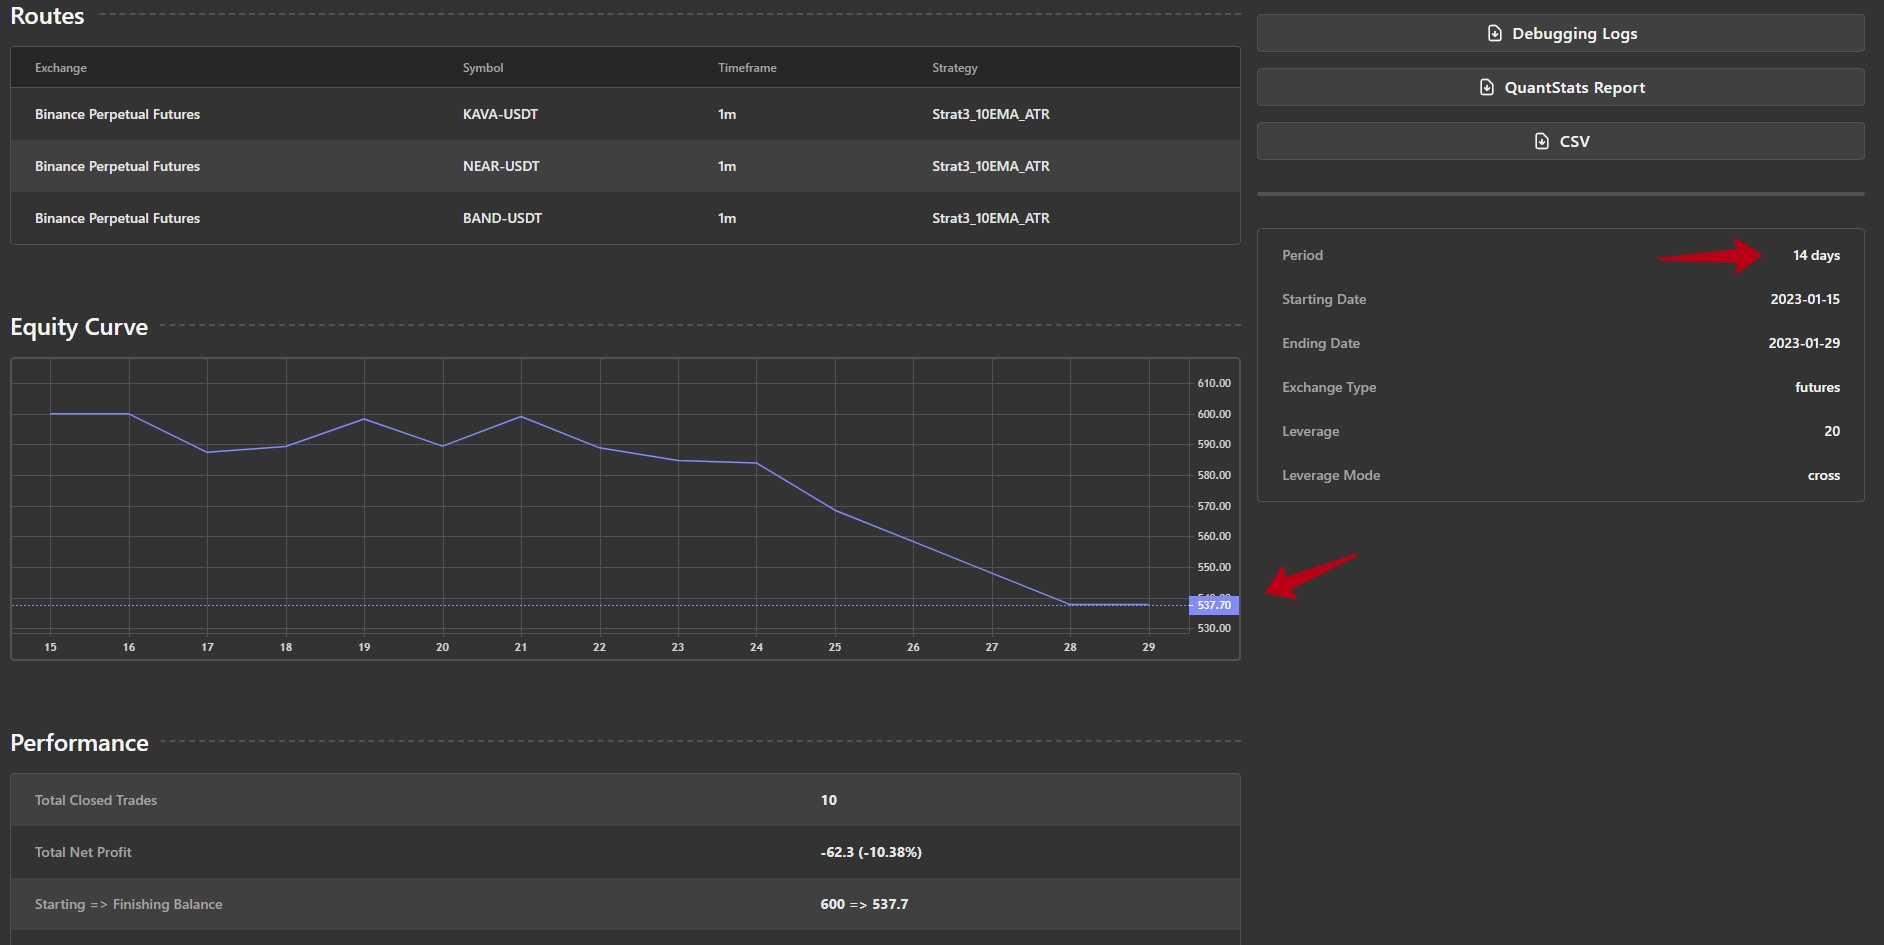 Routes
Exchange Symbol Timeframe Strategy
Binance Perpetual Futures KAVA-USDT 1m Strat3_10EMA_ATR
Binance Perpetual Futures NEAR-USDT 1m Strat3_10EMA_ATR
Binance Perpetual Futures BAND-USDT 1m Strat3_10EMA_ATR
Equity Curve
610.00
600.00
590.00
580.00
570.00
560.00
550.00
537.70
530.00
15 16 17 18 19 20 21 22 23 24 25 26 27 28 29
Performance
Total Closed Trades 10
Total Net Profit -62.3 (-10.38%)
Starting => Finishing Balance 600 => 537.7
Debugging Logs
QuantStats Report
CSV
Period 14 days
Starting Date 2023-01-15
Ending Date 2023-01-29
Exchange Type futures
Leverage 20
Leverage Mode cross